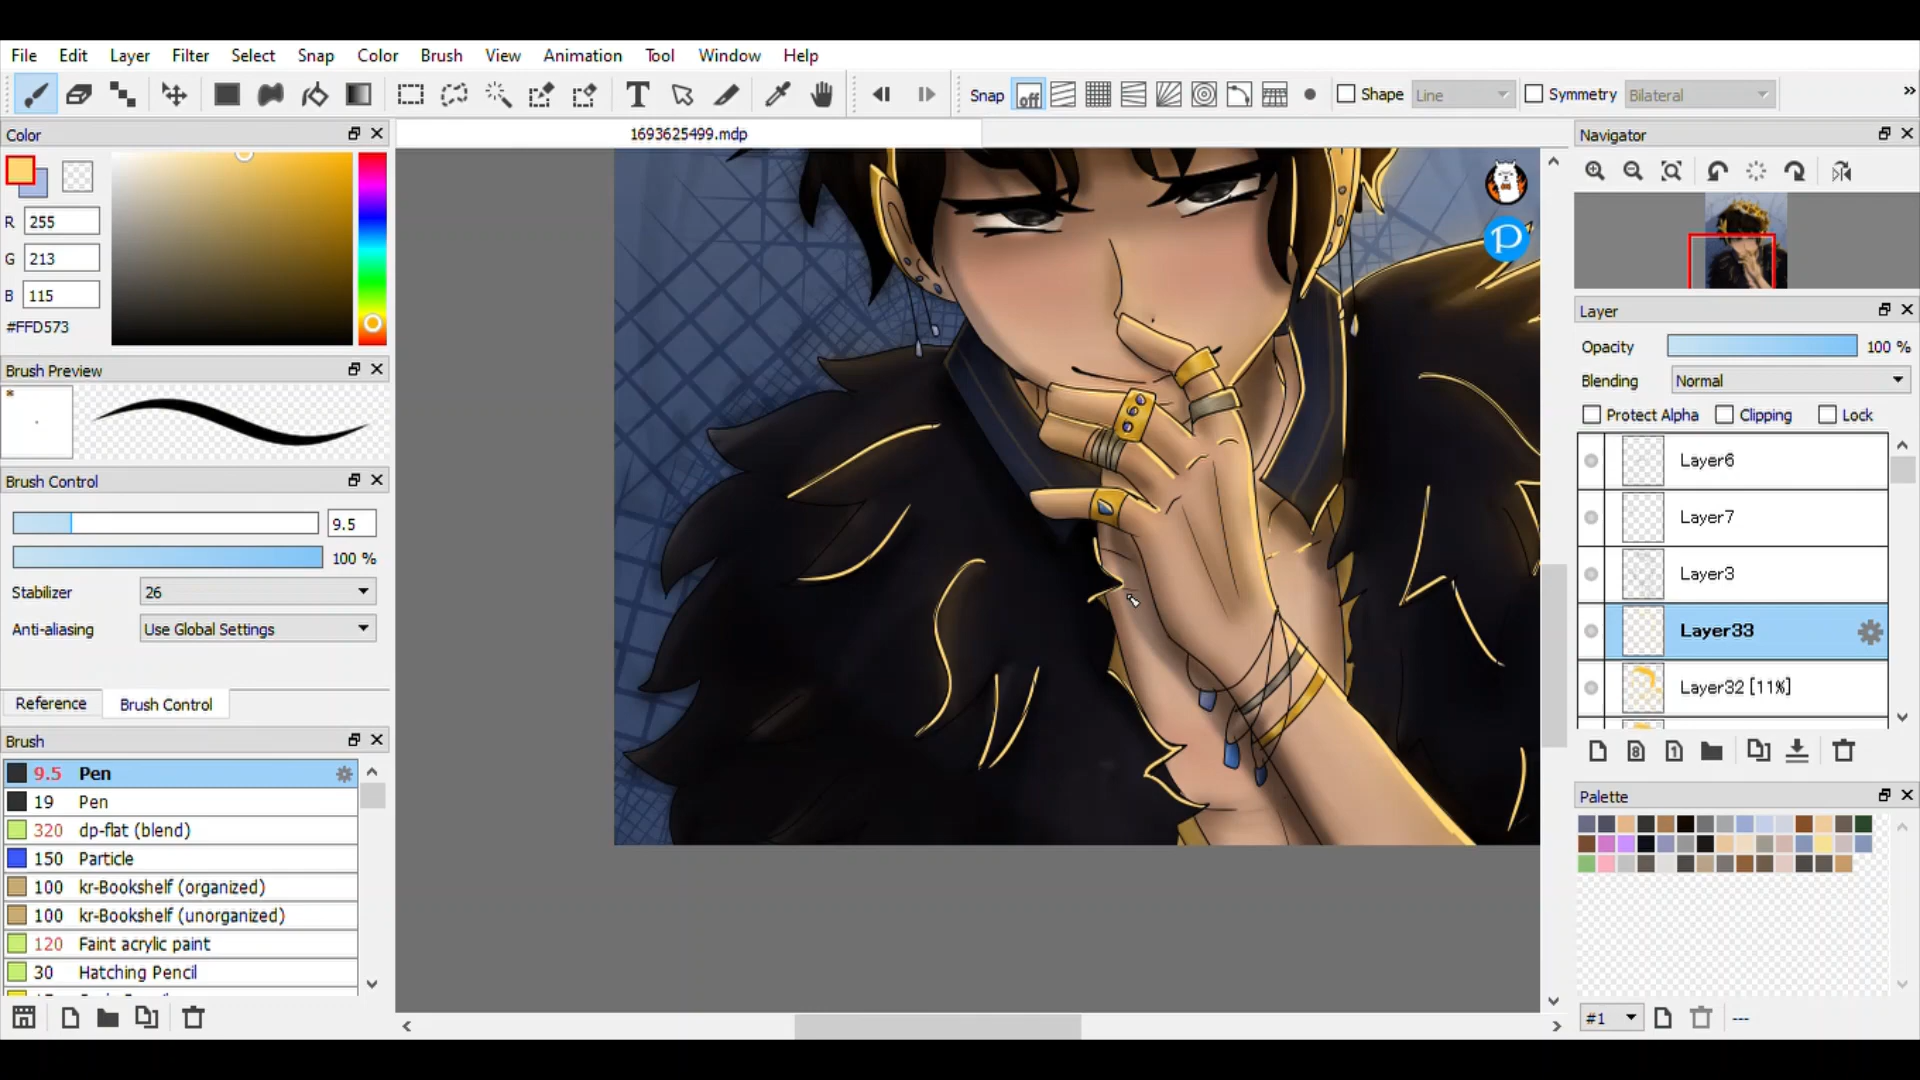 File Edit Layer Filter Select Snap Color Brush View Animation Tool Window Help
Snap off Shape Line Symmetry Bilateral »
Color
1693625499.mdp
Navigator
R 255
G 213
B 115
#FFD573
P
Layer
Opacity 100 %
Blending Normal
Protect Alpha Clipping Lock
Brush Preview
Layer6
Brush Control
Layer7
9.5
100 %
Layer3
Stabilizer 26
Anti-aliasing Use Global Settings
Layer33
Layer32 [11%]
Reference Brush Control
Brush
8 1
9.5 Pen
19 Pen
320 dp-flat (blend)
150 Particle
100 kr-Bookshelf (organized)
100 kr-Bookshelf (unorganized)
120 Faint acrylic paint
30 Hatching Pencil
Palette
#1 ---